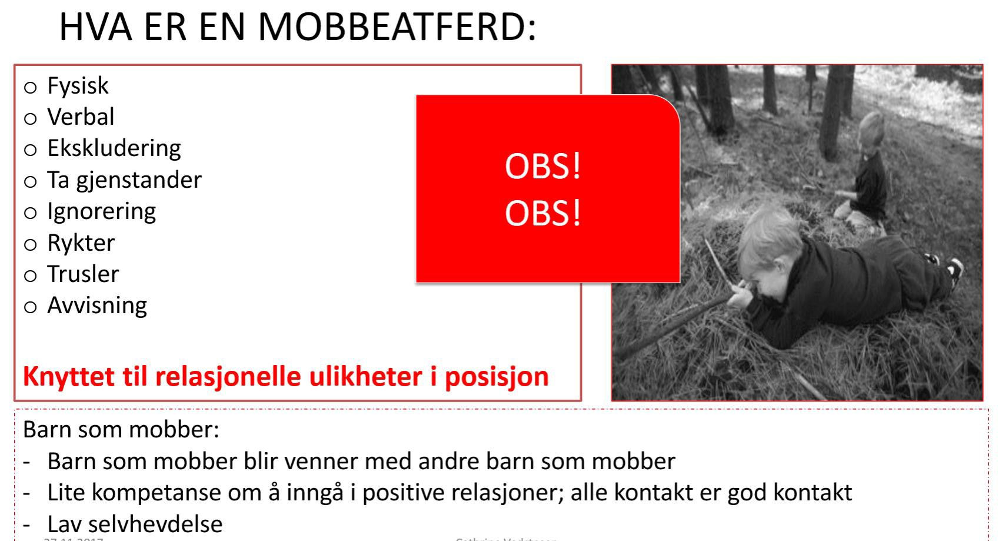 HVA ER EN MOBBEATFERD:
o Fysisk
o Verbal
o Ekskludering
o Ta gjenstander
o Ignorering
o Rykter
o Trusler
o Avvisning
Knyttet til relasjonelle ulikheter i posisjon
OBS!
OBS!
Barn som mobber:
- Barn som mobber blir venner med andre barn som mobber
- Lite kompetanse om å inngå i positive relasjoner; alle kontakt er god kontakt
- Lav selvhevdelse